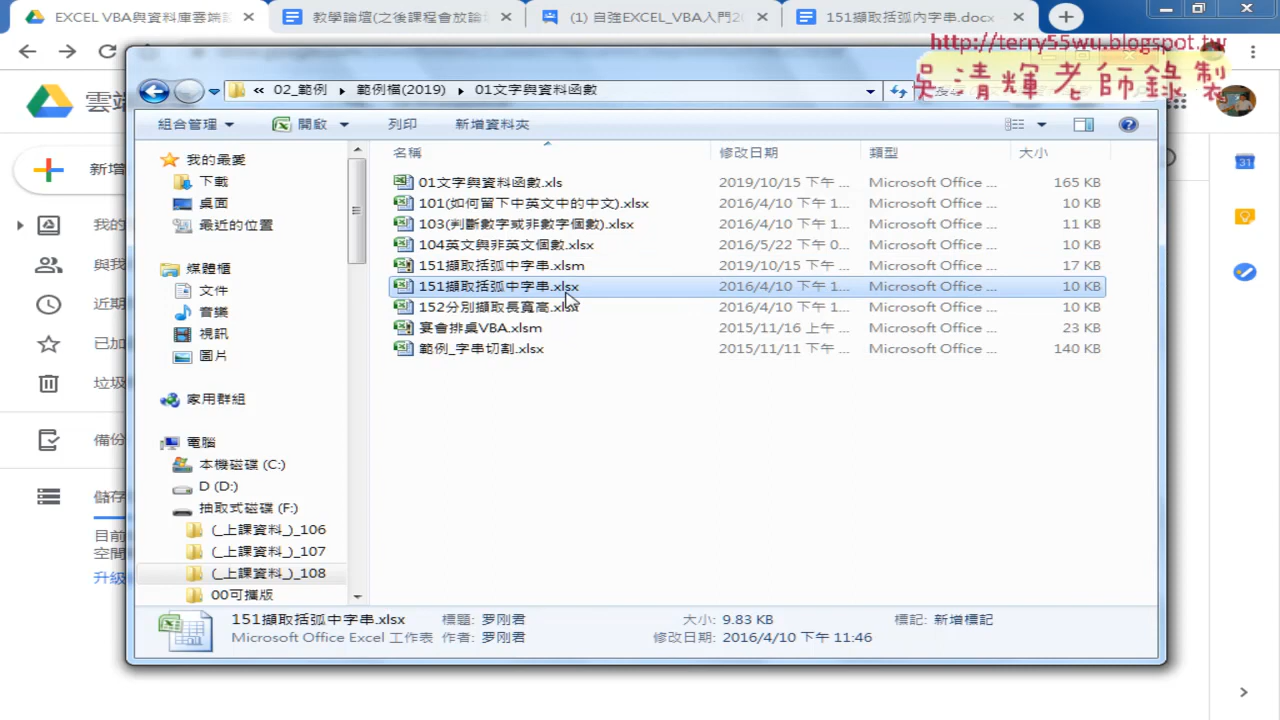 EXCEL VBA與資料庫雲端
教學論壇(之後課程會放論
(1) 自強EXCEL_VBA入門20
151擷取括弧內字串.docx
http://terry55wu.blogspot.tw
吳清輝老師錄製
02_範例
範例檔(2019)
01文字與資料函數
組合管理
開啟
列印
新增資料夾
雲端
新增
我的
與我
近期
已加
垃圾
備份
儲存
目前
空間
升級
我的最愛
下載
桌面
最近的位置
媒體櫃
文件
音樂
視訊
圖片
家用群組
電腦
本機磁碟 (C:)
D (D:)
抽取式磁碟 (F:)
(_上課資料_)_106
(_上課資料_)_107
(_上課資料_)_108
00可攜版
名稱 修改日期 類型 大小
01文字與資料函數.xls 2019/10/15 下午 ... Microsoft Office ... 165 KB
101(如何留下中英文中的中文).xlsx 2016/4/10 下午 1... Microsoft Office ... 10 KB
103(判斷數字或非數字個數).xlsx 2016/4/10 下午 1... Microsoft Office ... 11 KB
104英文與非英文個數.xlsx 2016/5/22 下午 0... Microsoft Office ... 10 KB
151擷取括弧中字串.xlsm 2019/10/15 下午 ... Microsoft Office ... 17 KB
151擷取括弧中字串.xlsx 2016/4/10 下午 1... Microsoft Office ... 10 KB
152分別擷取長寬高.xlsx 2016/4/10 下午 1... Microsoft Office ... 10 KB
宴會排桌VBA.xlsm 2015/11/16 上午 ... Microsoft Office ... 23 KB
範例_字串切割.xlsx 2015/11/11 下午 ... Microsoft Office ... 140 KB
151擷取括弧中字串.xlsx 標題: 罗刚君 大小: 9.83 KB 標記: 新增標記
Microsoft Office Excel 工作表 作者: 罗刚君 修改日期: 2016/4/10 下午 11:46
31